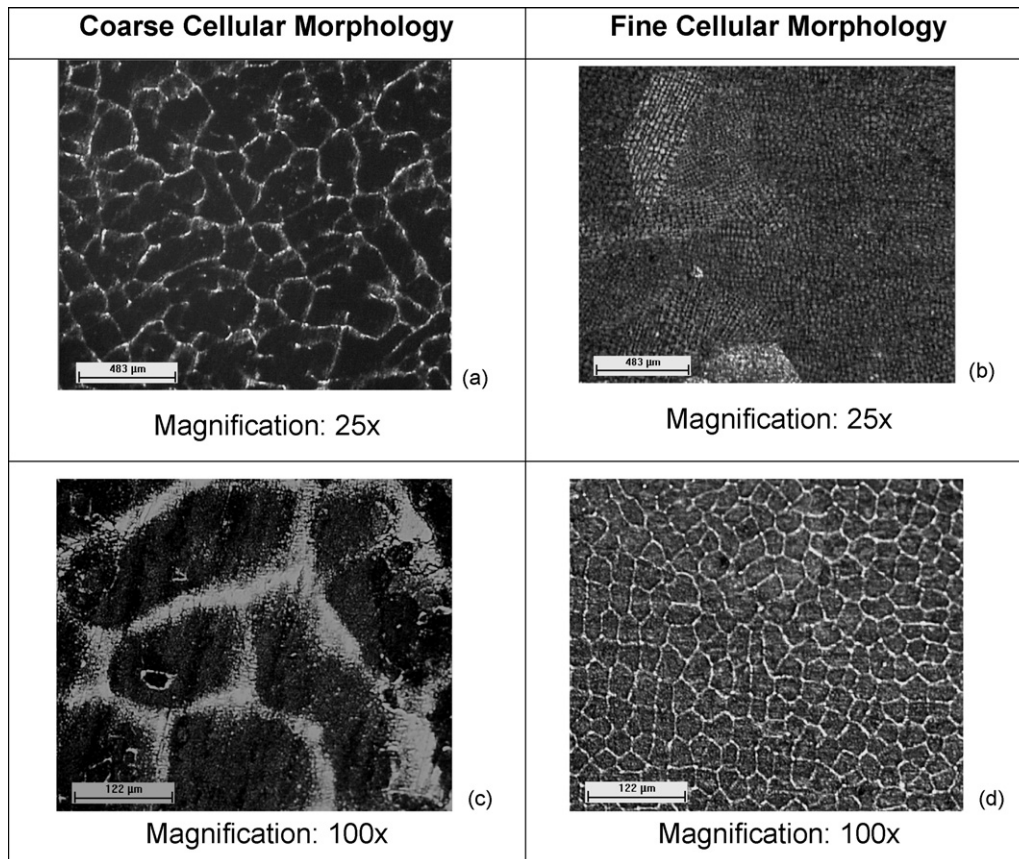 Coarse Cellular Morphology
Fine Cellular Morphology
483 µm
(a)
Magnification: 25x
483 µm
(b)
Magnification: 25x
122 µm
(c)
Magnification: 100x
122 µm
(d)
Magnification: 100x